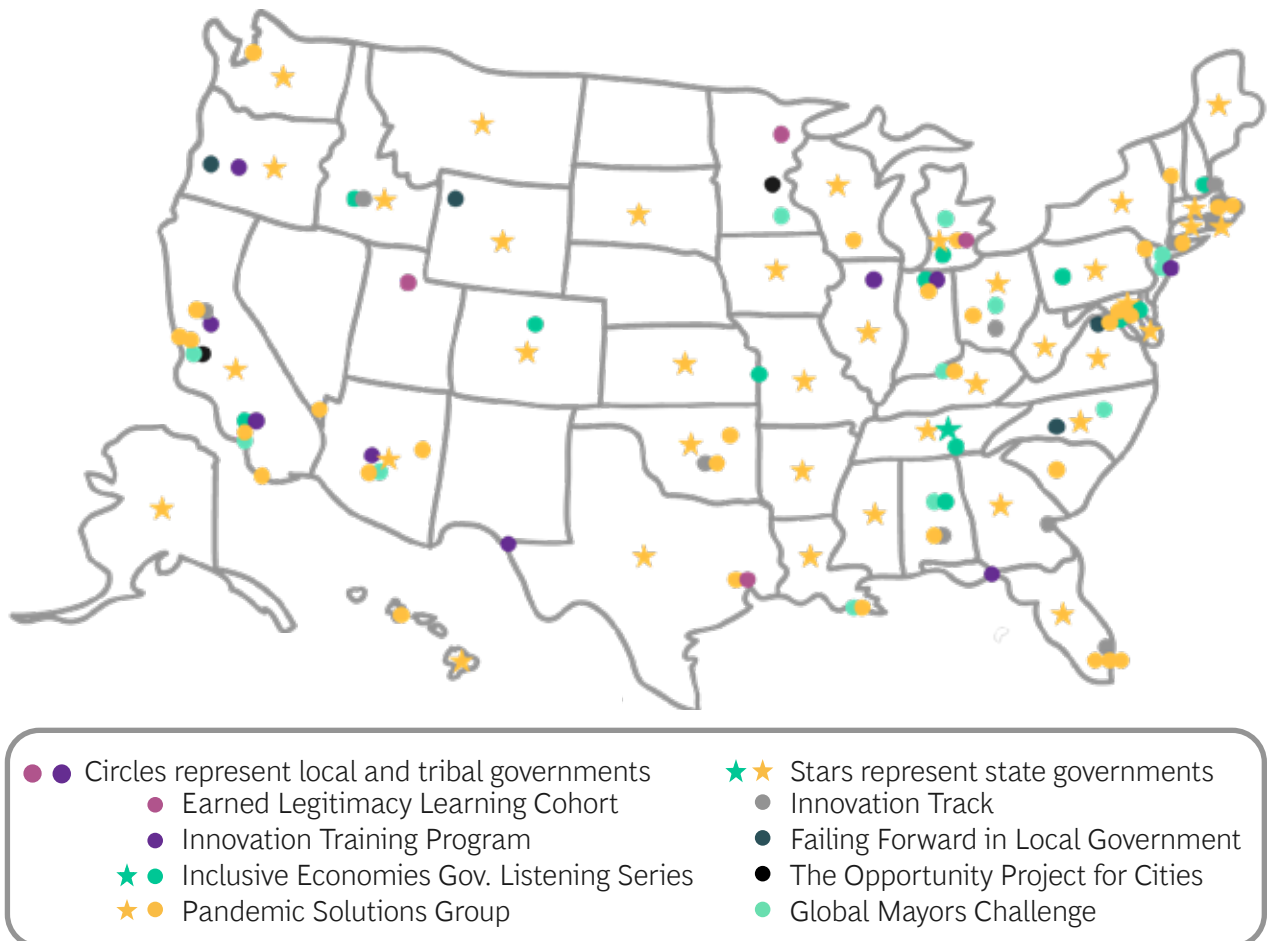 Circles represent local and tribal governments
Earned Legitimacy Learning Cohort
Innovation Training Program
Inclusive Economies Gov. Listening Series
Pandemic Solutions Group
Stars represent state governments
Innovation Track
Failing Forward in Local Government
The Opportunity Project for Cities
Global Mayors Challenge